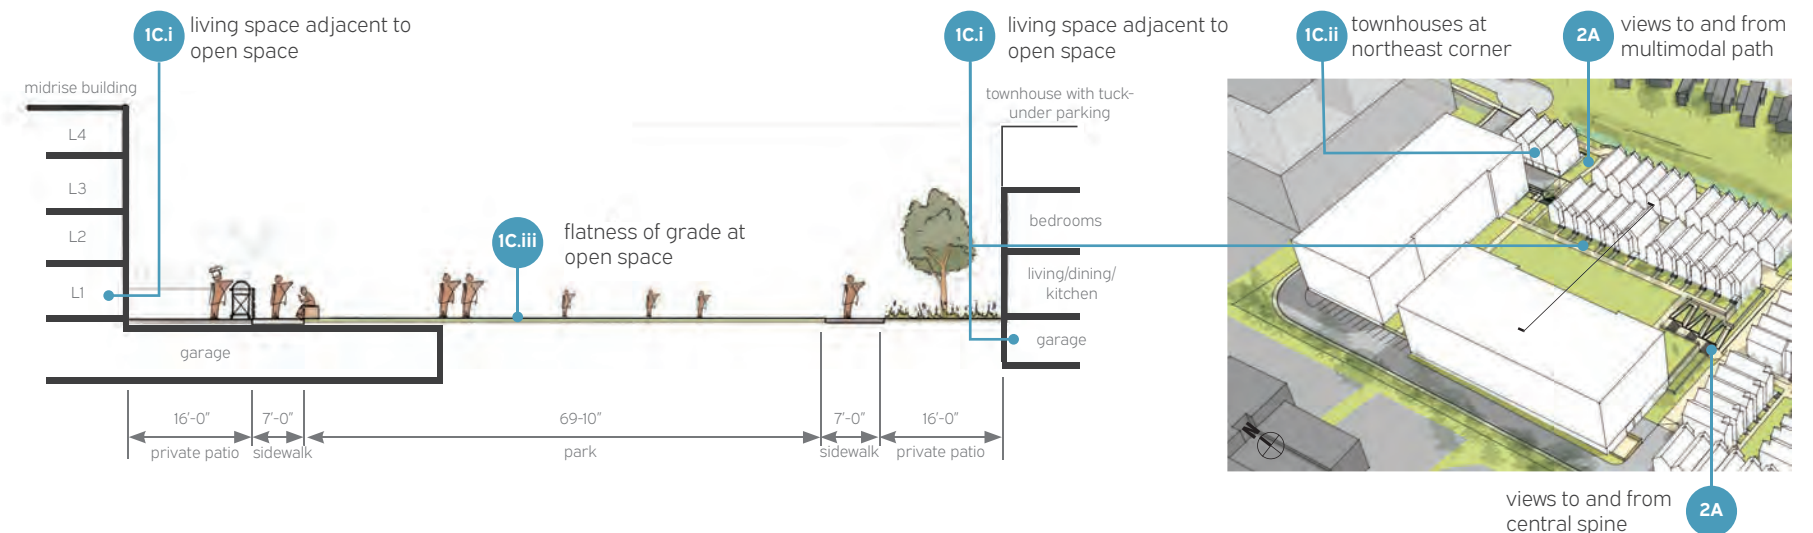 1C.i
living space adjacent to
open space
1C.i
living space adjacent to
open space
1C.ii
townhouses at
northeast corner
2A
views to and from
multimodal path
midrise building
L4
L3
L2
L1
garage
1C.iii
flatness of grade at
open space
townhouse with tuck-
under parking
bedrooms
living/dining/
kitchen
garage
16'-0"
7'-0"
69-10"
7'-0"
16'-0"
private patio
sidewalk
park
sidewalk
private patio
N
views to and from
central spine
2A